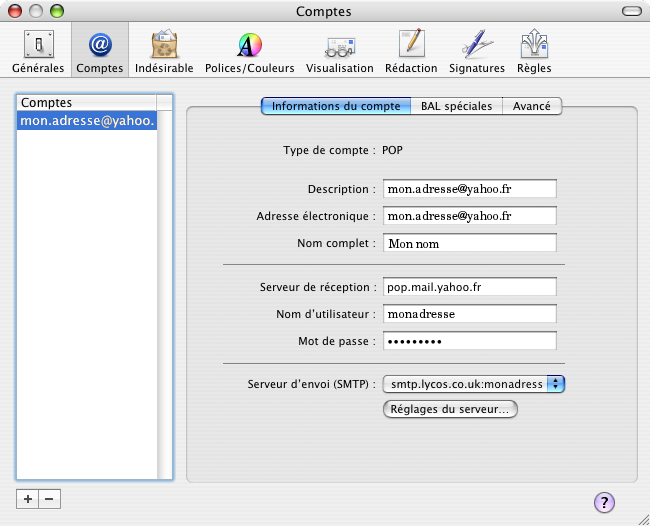 Comptes
Générales Comptes Indésirable Polices/Couleurs Visualisation Rédaction Signatures Règles
Comptes
mon.adresse@yahoo.
Informations du compte BAL spéciales Avancé
Type de compte : POP
Description : mon.adresse@yahoo.fr
Adresse électronique : mon.adresse@yahoo.fr
Nom complet : Mon nom
Serveur de réception : pop.mail.yahoo.fr
Nom d'utilisateur : monadresse
Mot de passe : •••••••••
Serveur d'envoi (SMTP) : smtp.lycos.co.uk:monadress
Réglages du serveur...
+ − ?